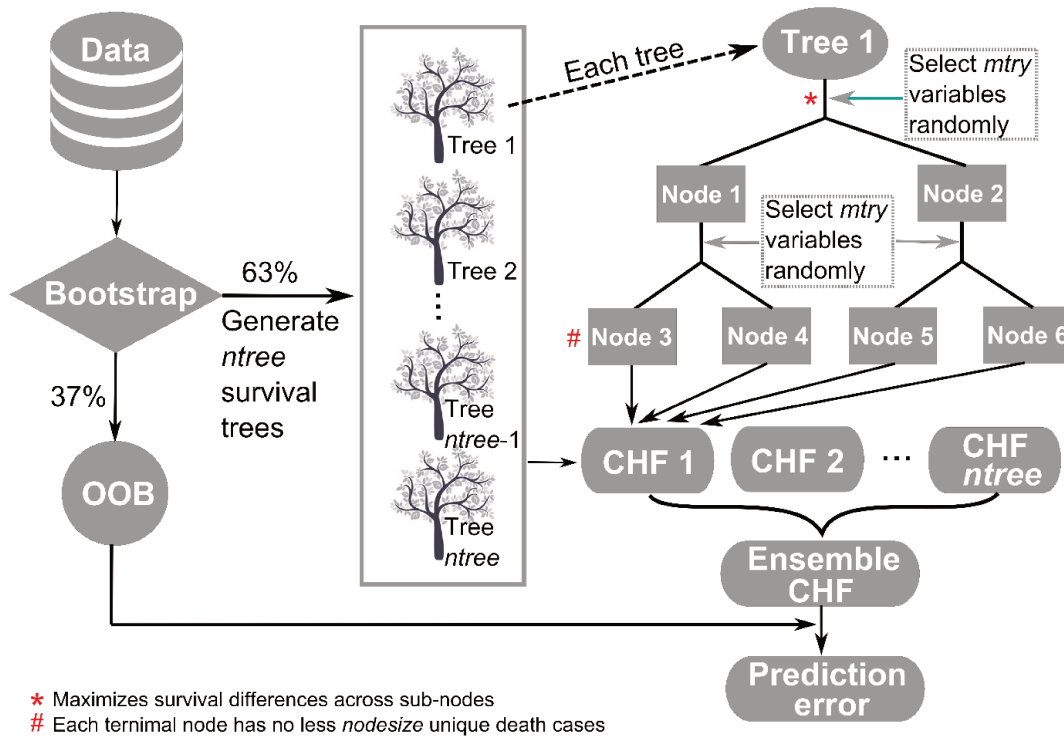 Data
Bootstrap
63%
Generate
ntree
survival
trees
37%
OOB
Tree 1
Tree 2
⋮
Tree
ntree-1
Tree
ntree
Each tree
Tree 1
*
Select mtry
variables
randomly
Node 1
Node 2
Select mtry
variables
randomly
# Node 3
Node 4
Node 5
Node 6
CHF 1
CHF 2
...
CHF
ntree
Ensemble
CHF
Prediction
error
* Maximizes survival differences across sub-nodes
# Each ternimal node has no less nodesize unique death cases